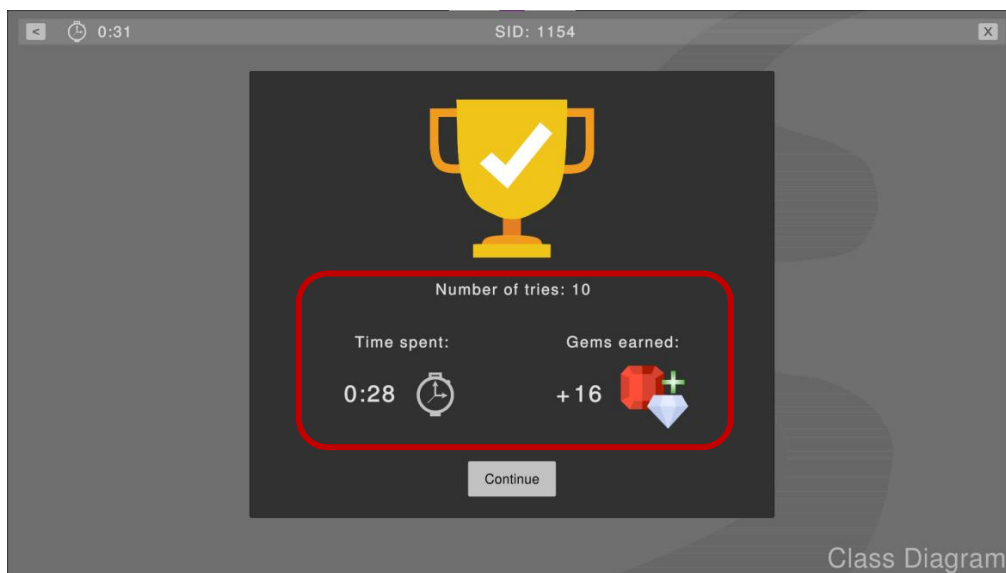 < 0:31 SID: 1154 X
Number of tries: 10
Time spent: Gems earned:
0:28 +16
Continue
Class Diagram